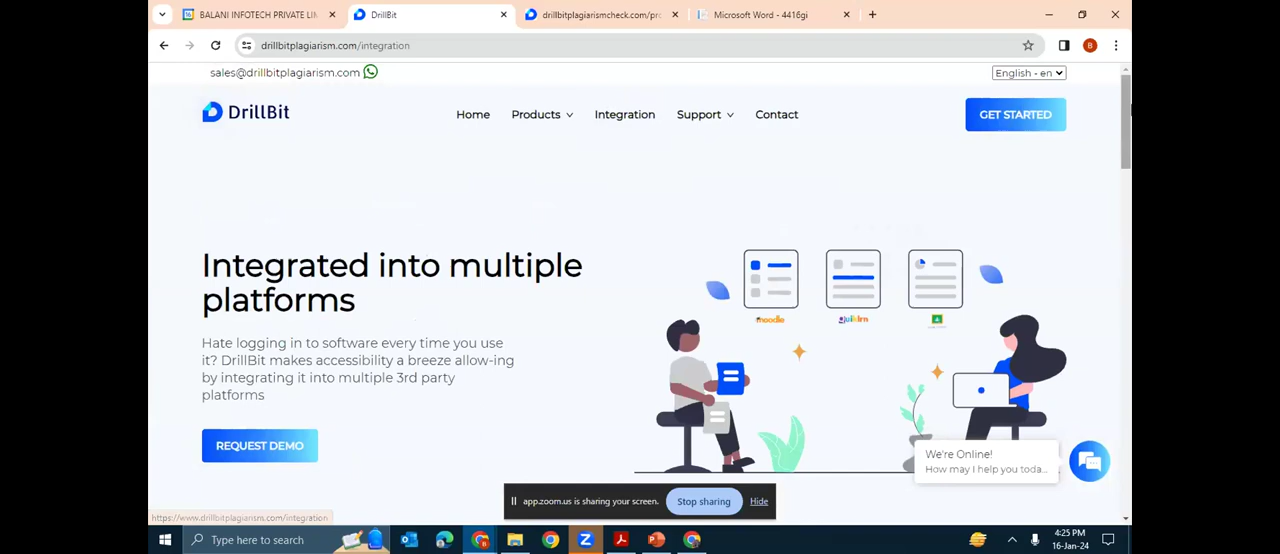 BALANI INFOTECH PRIVATE LIM
DrillBit
drillbitplagiarismcheck.com/pro
Microsoft Word - 4416gi
drillbitplagiarism.com/integration
B
sales@drillbitplagiarism.com
English - en
DrillBit
Home
Products
Integration
Support
Contact
GET STARTED
Integrated into multiple
platforms
Hate logging in to software every time you use
it? DrillBit makes accessibility a breeze allow-ing
by integrating it into multiple 3rd party
platforms
REQUEST DEMO
moodle
We're Online!
How may I help you toda...
app.zoom.us is sharing your screen.
Stop sharing
Hide
https://www.drillbitplagiarism.com/integration
Type here to search
4:25 PM
16-Jan-24